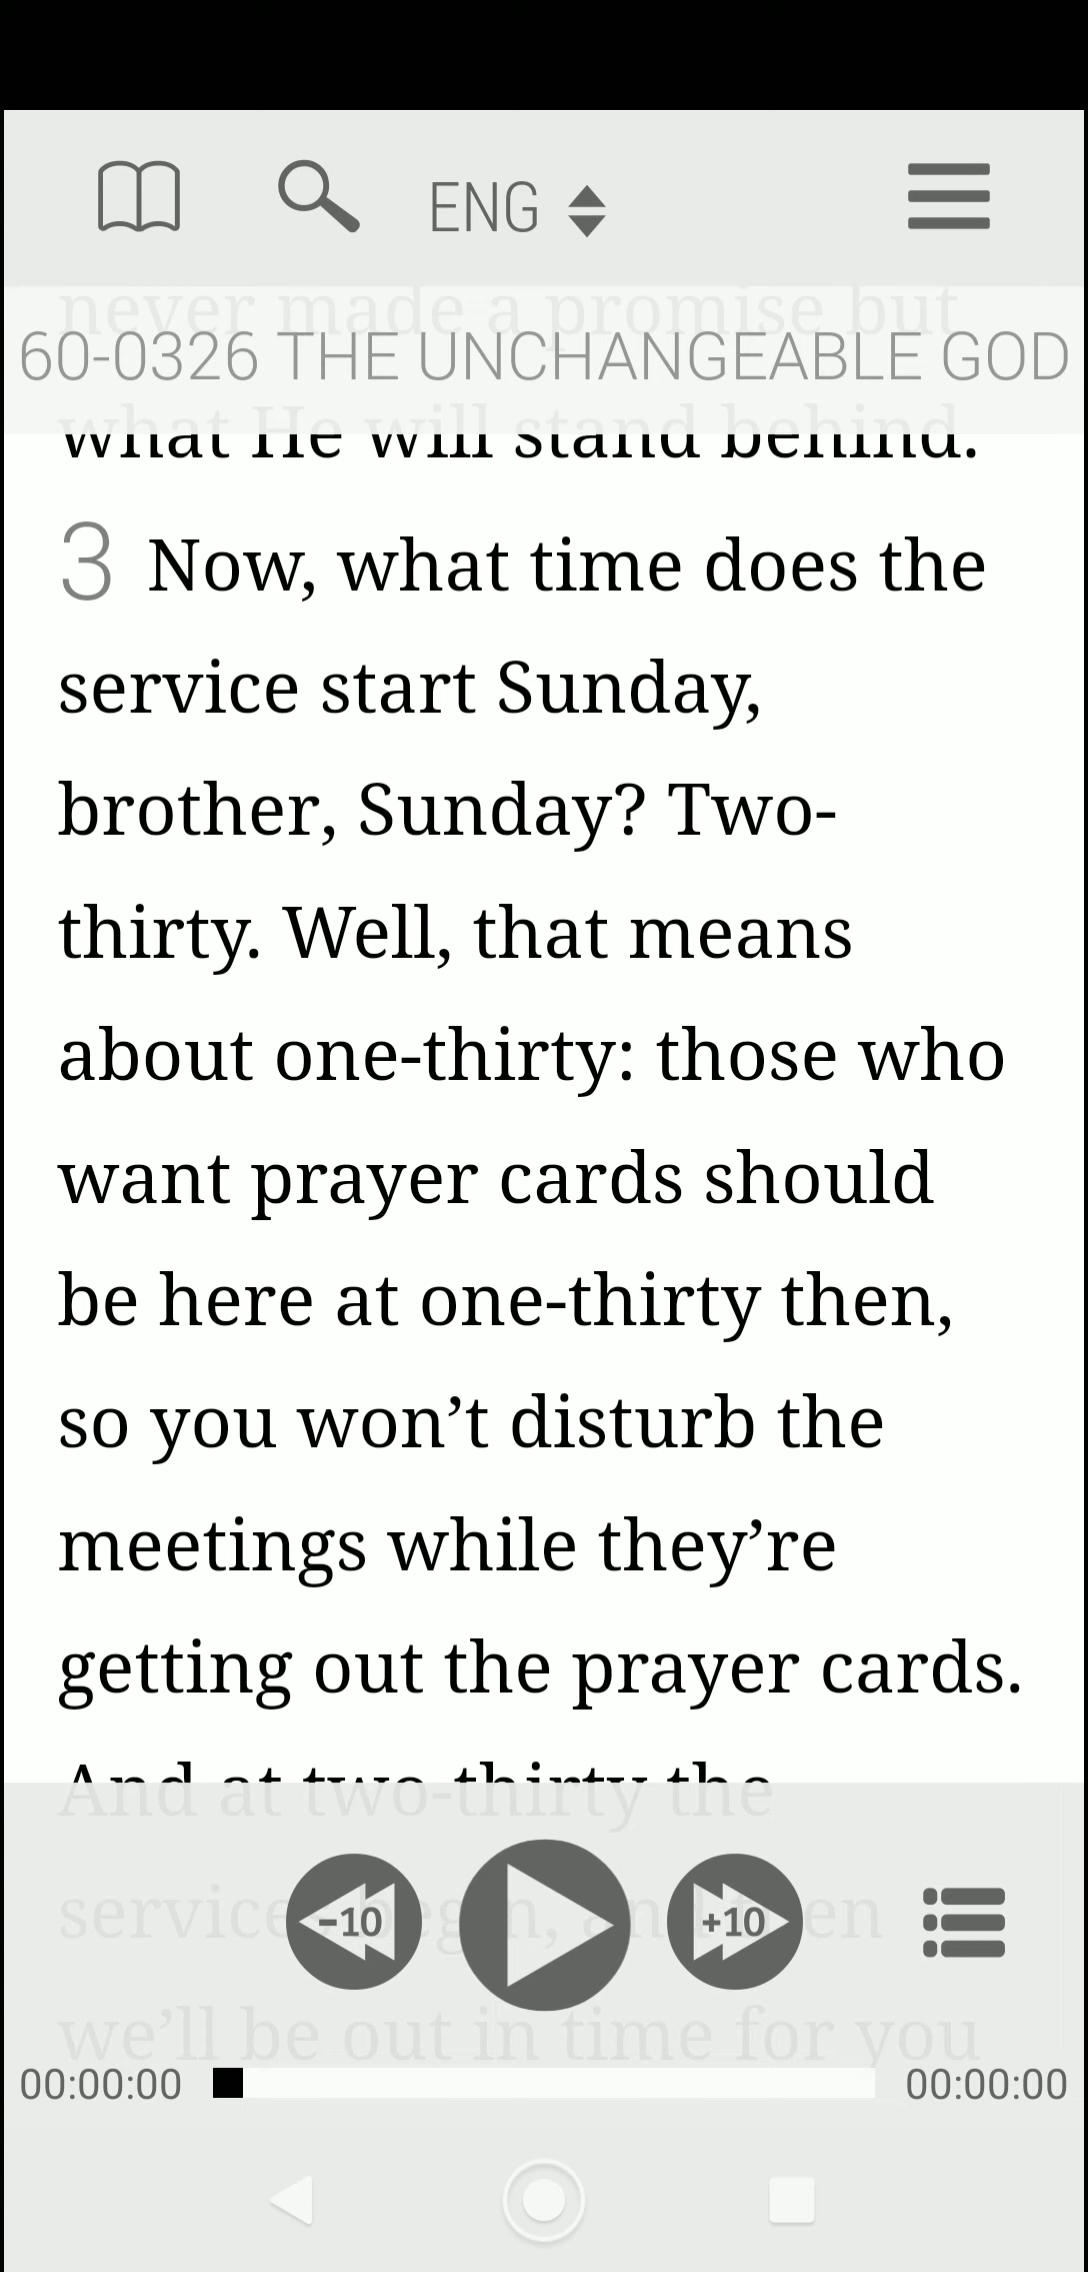 ENG
never made a promise but
60-0326 THE UNCHANGEABLE GOD
what He will stand behind.
3 Now, what time does the
service start Sunday,
brother, Sunday? Two-
thirty. Well, that means
about one-thirty: those who
want prayer cards should
be here at one-thirty then,
so you won’t disturb the
meetings while they’re
getting out the prayer cards.
And at two-thirty the
-10 +10
we’ll be out in time for you
00:00:00 00:00:00